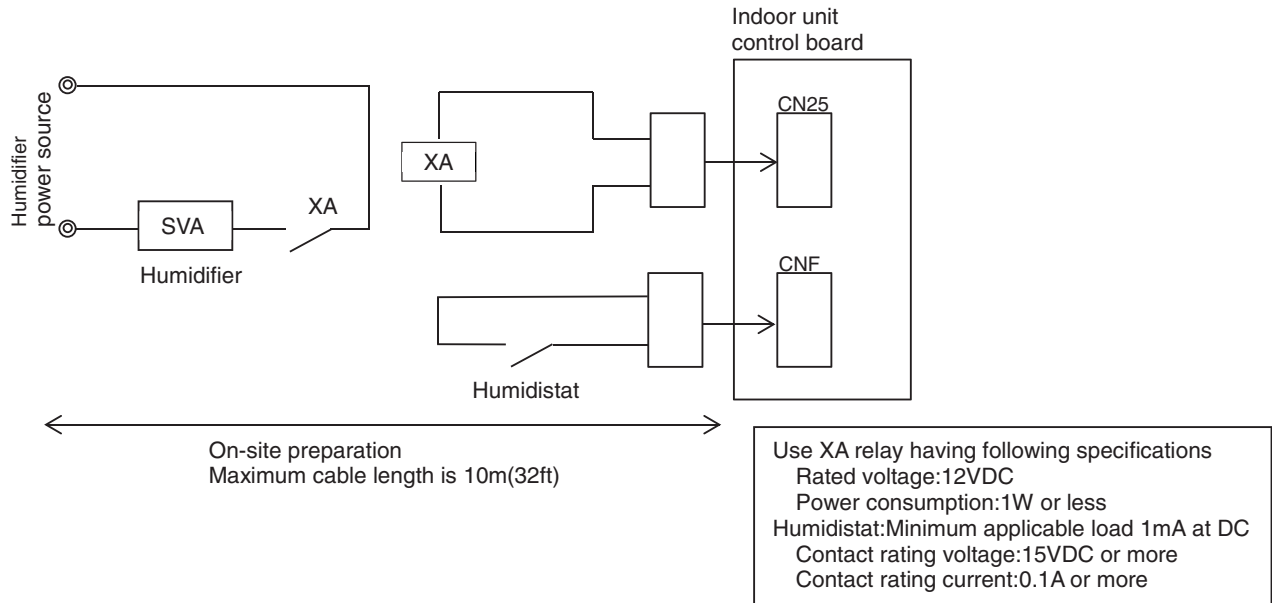 Indoor unit
control board
Humidifier
power source
CN25
XA
XA
SVA
Humidifier
CNF
Humidistat
On-site preparation
Maximum cable length is 10m(32ft)
Use XA relay having following specifications
Rated voltage:12VDC
Power consumption:1W or less
Humidistat:Minimum applicable load 1mA at DC
Contact rating voltage:15VDC or more
Contact rating current:0.1A or more